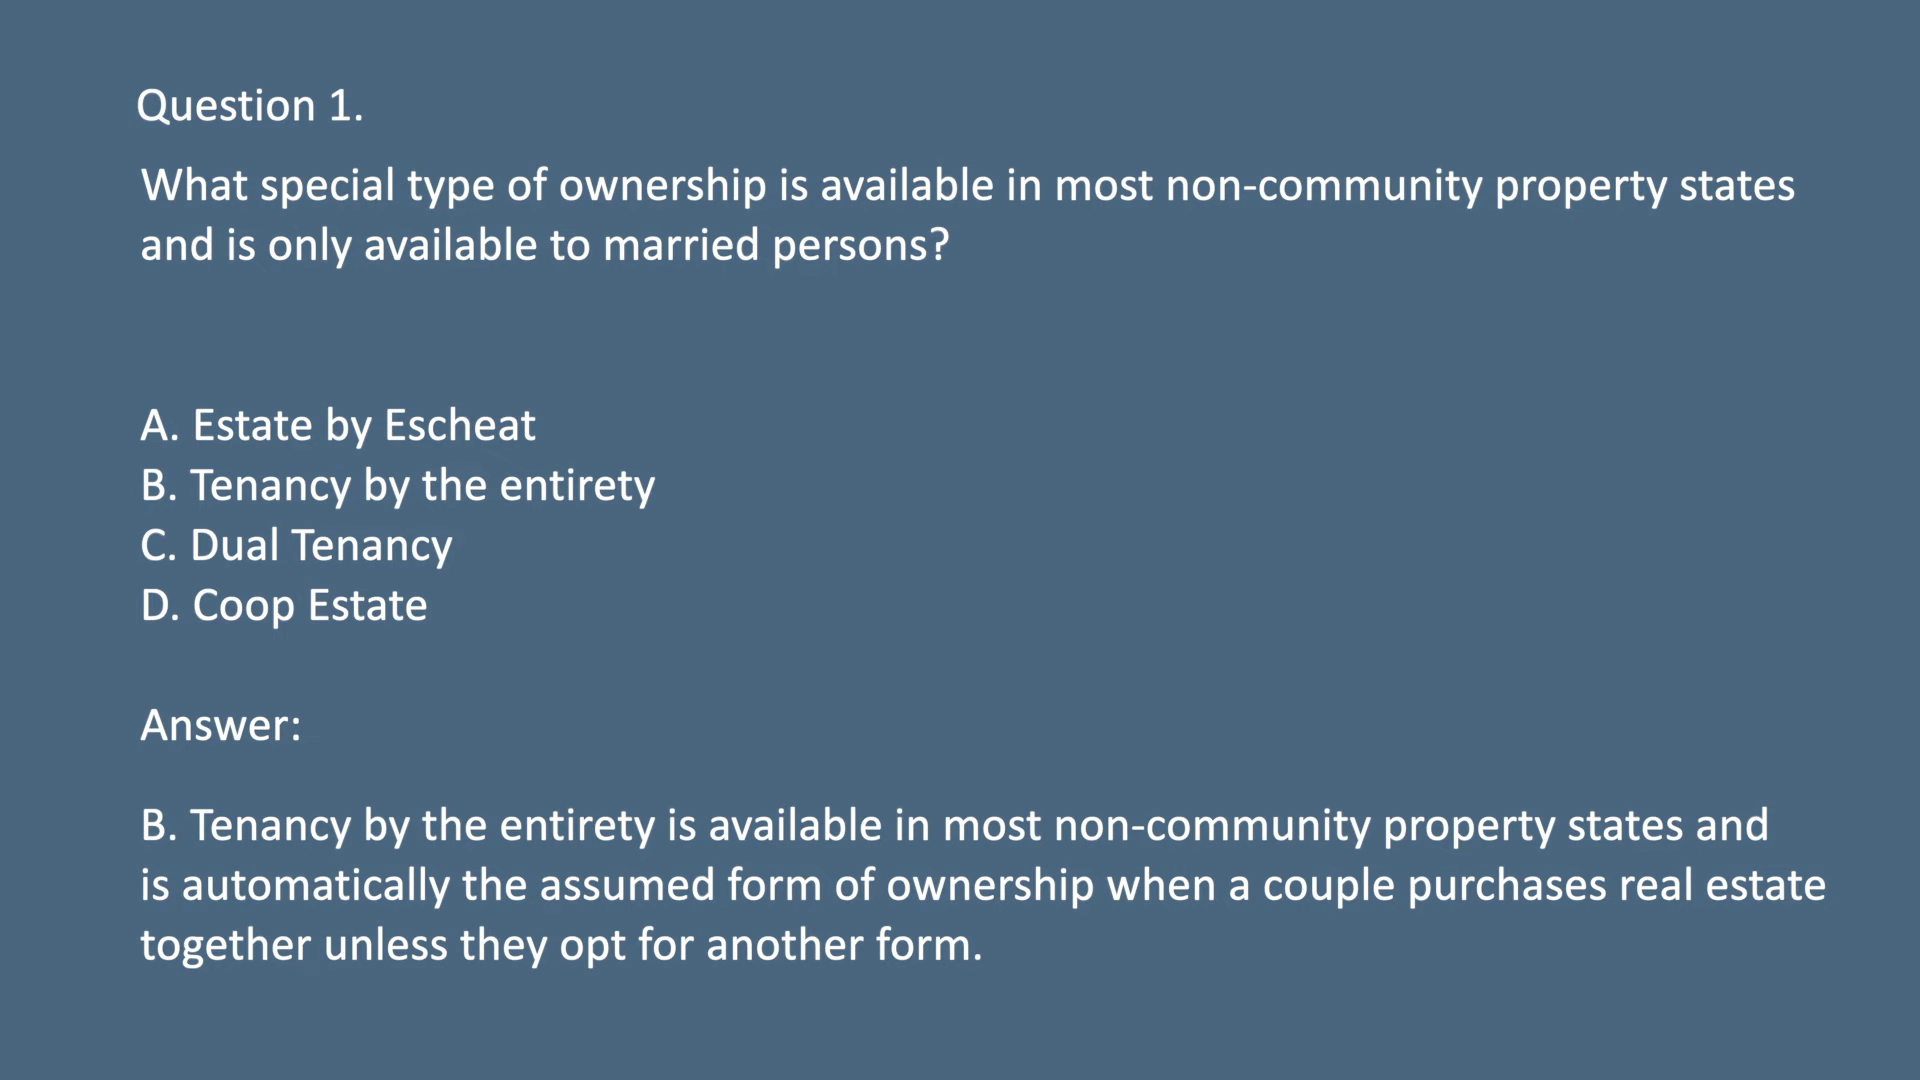 Question 1.
What special type of ownership is available in most non-community property states
and is only available to married persons?
A. Estate by Escheat
B. Tenancy by the entirety
C. Dual Tenancy
D. Coop Estate
Answer:
B. Tenancy by the entirety is available in most non-community property states and
is automatically the assumed form of ownership when a couple purchases real estate
together unless they opt for another form.